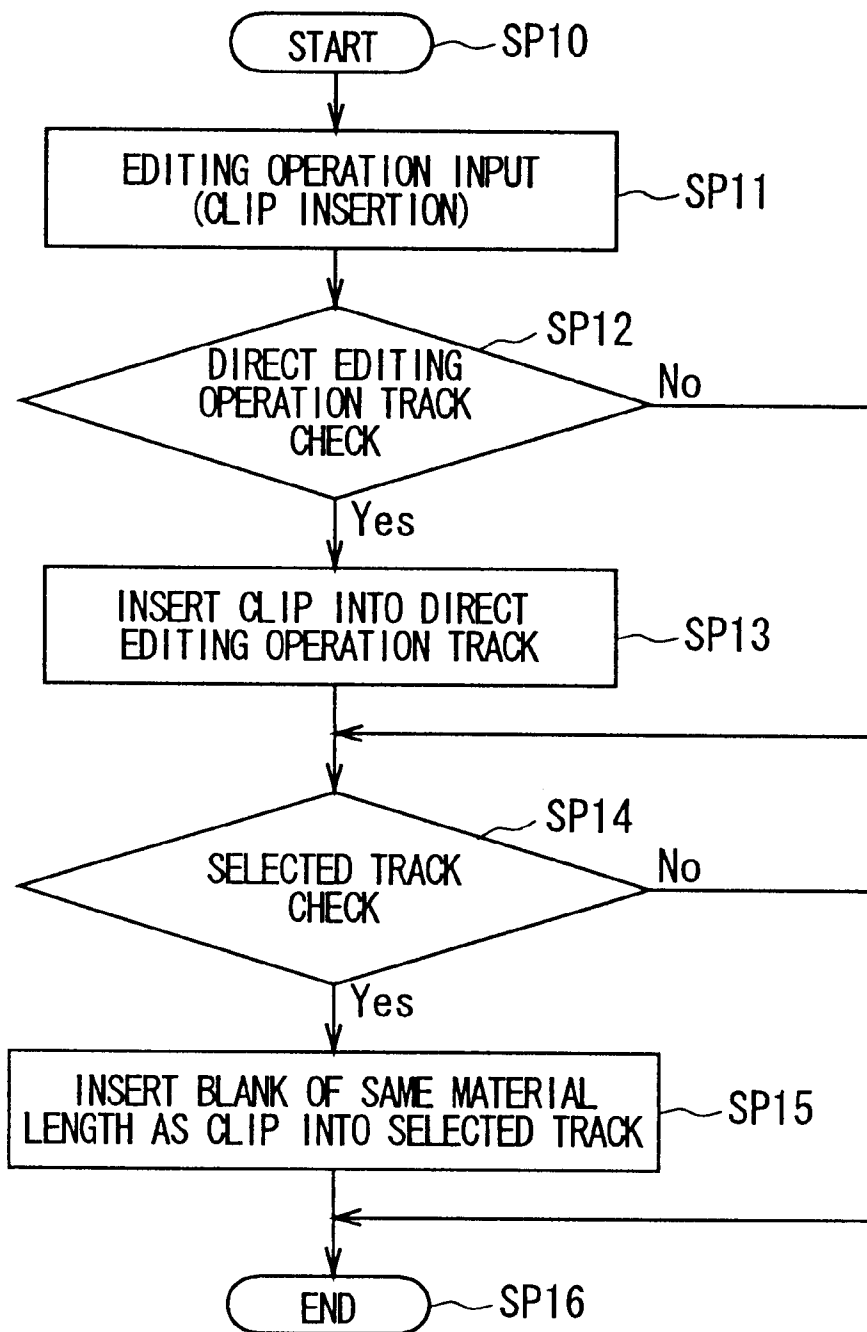 START
SP10
EDITING OPERATION INPUT
(CLIP INSERTION)
SP11
SP12
DIRECT EDITING
OPERATION TRACK
CHECK
No
Yes
INSERT CLIP INTO DIRECT
EDITING OPERATION TRACK
SP13
SP14
SELECTED TRACK
CHECK
No
Yes
INSERT BLANK OF SAME MATERIAL
LENGTH AS CLIP INTO SELECTED TRACK
SP15
END
SP16